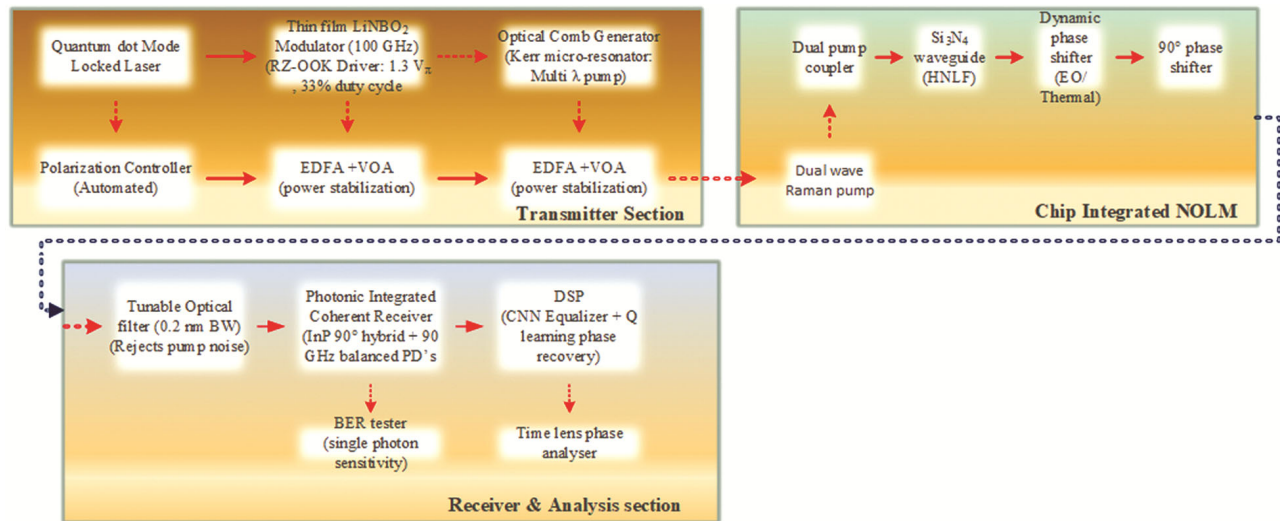 Quantum dot Mode
Locked Laser
Thin film LiNBO2
Modulator (100 GHz)
(RZ-OOK Driver: 1.3 Vπ
, 33% duty cycle
Optical Comb Generator
(Kerr micro-resonator:
Multi λ pump)
Polarization Controller
(Automated)
EDFA +VOA
(power stabilization)
EDFA +VOA
(power stabilization)
Transmitter Section
Dual pump
coupler
Si3N4
waveguide
(HNLF)
Dynamic
phase
shifter
(EO/
Thermal)
90° phase
shifter
Dual wave
Raman pump
Chip Integrated NOLM
Tunable Optical
filter (0.2 nm BW)
(Rejects pump noise)
Photonic Integrated
Coherent Receiver
(InP 90° hybrid + 90
GHz balanced PD's
DSP
(CNN Equalizer + Q
learning phase
recovery)
BER tester
(single photon
sensitivity)
Time lens phase
analyser
Receiver & Analysis section